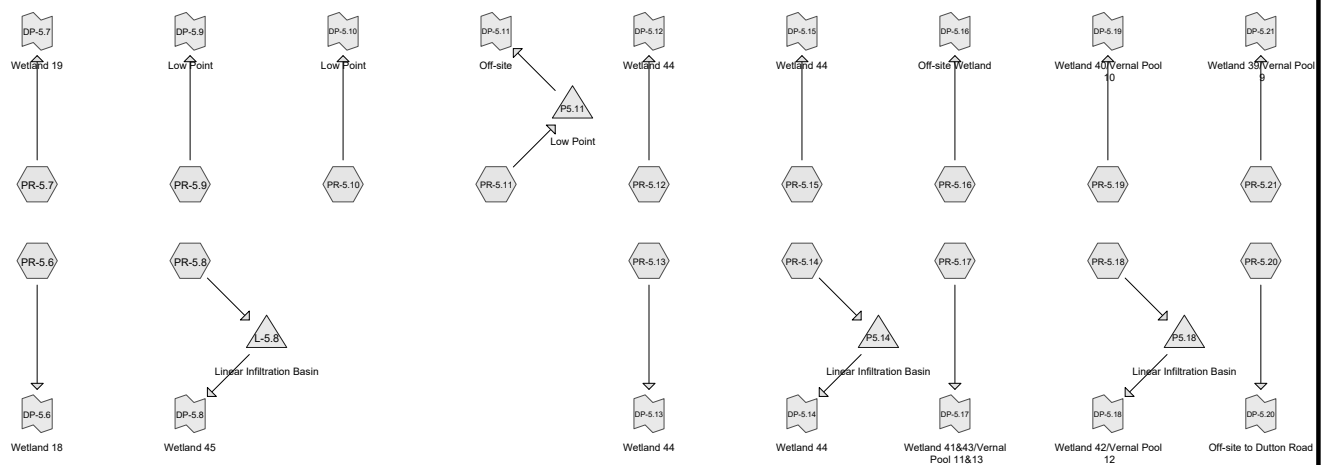 DP-5.7
DP-5.9
DP-5.10
DP-5.11
DP-5.12
DP-5.15
DP-5.16
DP-5.19
DP-5.21
Wetland 19
Low Point
Low Point
Off-site
Wetland 44
Wetland 44
Off-site Wetland
Wetland 40/Vernal Pool
10
Wetland 39/Vernal Pool
9
P5.11
Low Point
PR-5.7
PR-5.9
PR-5.10
PR-5.11
PR-5.12
PR-5.15
PR-5.16
PR-5.19
PR-5.21
PR-5.6
PR-5.8
PR-5.13
PR-5.14
PR-5.17
PR-5.18
PR-5.20
L-5.8
P5.14
P5.18
Linear Infiltration Basin
Linear Infiltration Basin
Linear Infiltration Basin
DP-5.6
DP-5.8
DP-5.13
DP-5.14
DP-5.17
DP-5.18
DP-5.20
Wetland 18
Wetland 45
Wetland 44
Wetland 44
Wetland 41&43/Vernal
Pool 11&13
Wetland 42/Vernal Pool
12
Off-site to Dutton Road